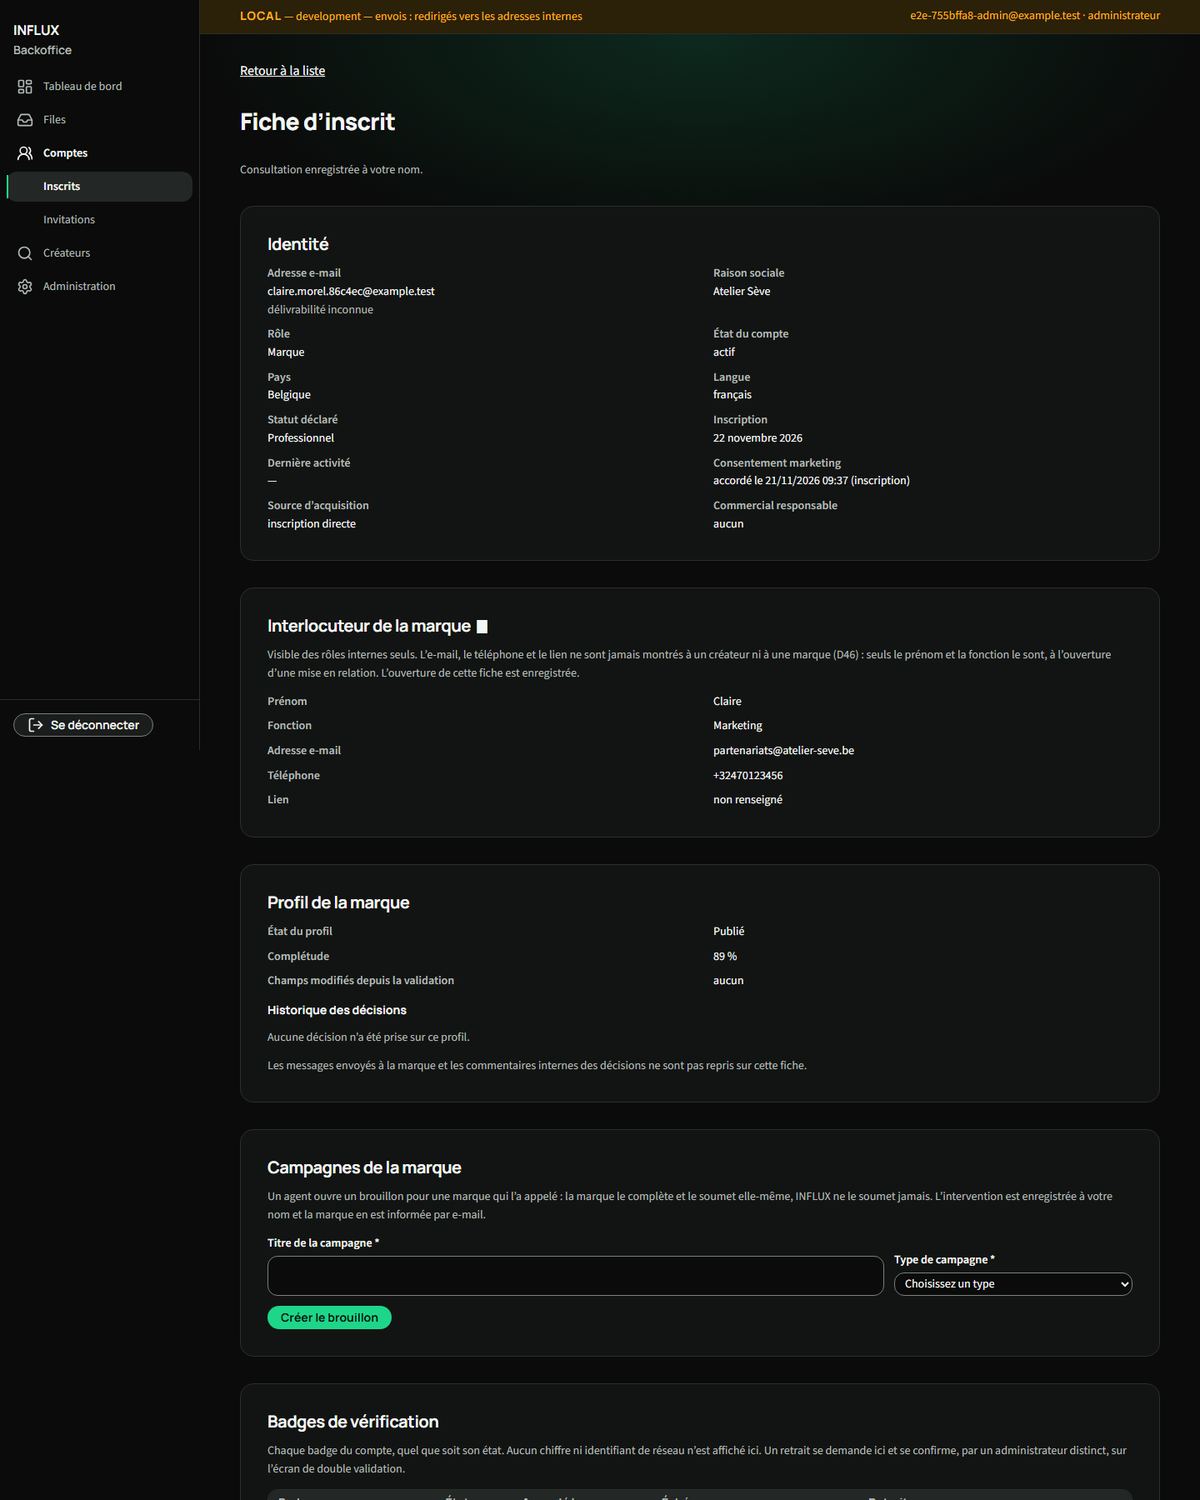 LOCAL — development — envois : redirigés vers les adresses internes
e2e-755bffa8-admin@example.test · administrateur
INFLUX
Backoffice
Tableau de bord
Files
Comptes
Inscrits
Invitations
Créateurs
Administration
Se déconnecter
Retour à la liste
Fiche d’inscrit
Consultation enregistrée à votre nom.
Identité
Adresse e-mail
claire.morel.86c4ec@example.test
délivrabilité inconnue
Raison sociale
Atelier Sève
Rôle
Marque
État du compte
actif
Pays
Belgique
Langue
français
Statut déclaré
Professionnel
Inscription
22 novembre 2026
Dernière activité
—
Consentement marketing
accordé le 21/11/2026 09:37 (inscription)
Source d’acquisition
inscription directe
Commercial responsable
aucun
Interlocuteur de la marque
Visible des rôles internes seuls. L’e-mail, le téléphone et le lien ne sont jamais montrés à un créateur ni à une marque (D46) : seuls le prénom et la fonction le sont, à l’ouverture
d’une mise en relation. L’ouverture de cette fiche est enregistrée.
Prénom
Claire
Fonction
Marketing
Adresse e-mail
partenariats@atelier-seve.be
Téléphone
+32470123456
Lien
non renseigné
Profil de la marque
État du profil
Publié
Complétude
89 %
Champs modifiés depuis la validation
aucun
Historique des décisions
Aucune décision n’a été prise sur ce profil.
Les messages envoyés à la marque et les commentaires internes des décisions ne sont pas repris sur cette fiche.
Campagnes de la marque
Un agent ouvre un brouillon pour une marque qui l’a appelé : la marque le complète et le soumet elle-même, INFLUX ne le soumet jamais. L’intervention est enregistrée à votre
nom et la marque en est informée par e-mail.
Titre de la campagne *
Type de campagne *
Choisissez un type
Créer le brouillon
Badges de vérification
Chaque badge du compte, quel que soit son état. Aucun chiffre ni identifiant de réseau n’est affiché ici. Un retrait se demande ici et se confirme, par un administrateur distinct, sur
l’écran de double validation.